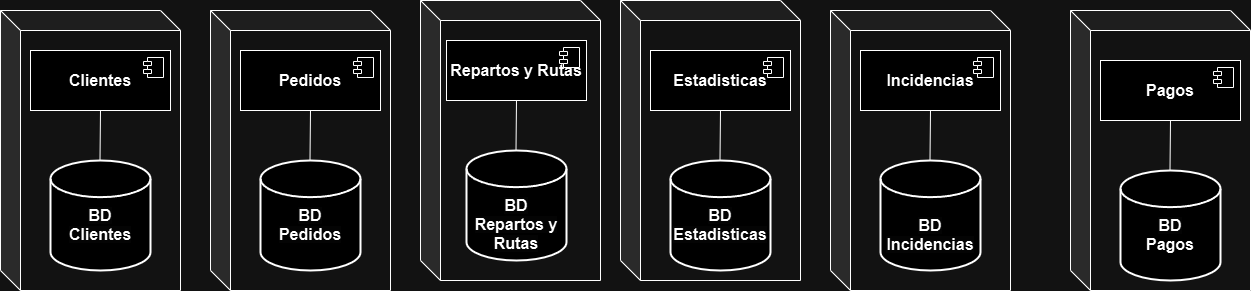 Clientes
BD
Clientes
Pedidos
BD
Pedidos
Repartos y Rutas
BD
Repartos y
Rutas
Estadisticas
BD
Estadisticas
Incidencias
BD
Incidencias
Pagos
BD
Pagos